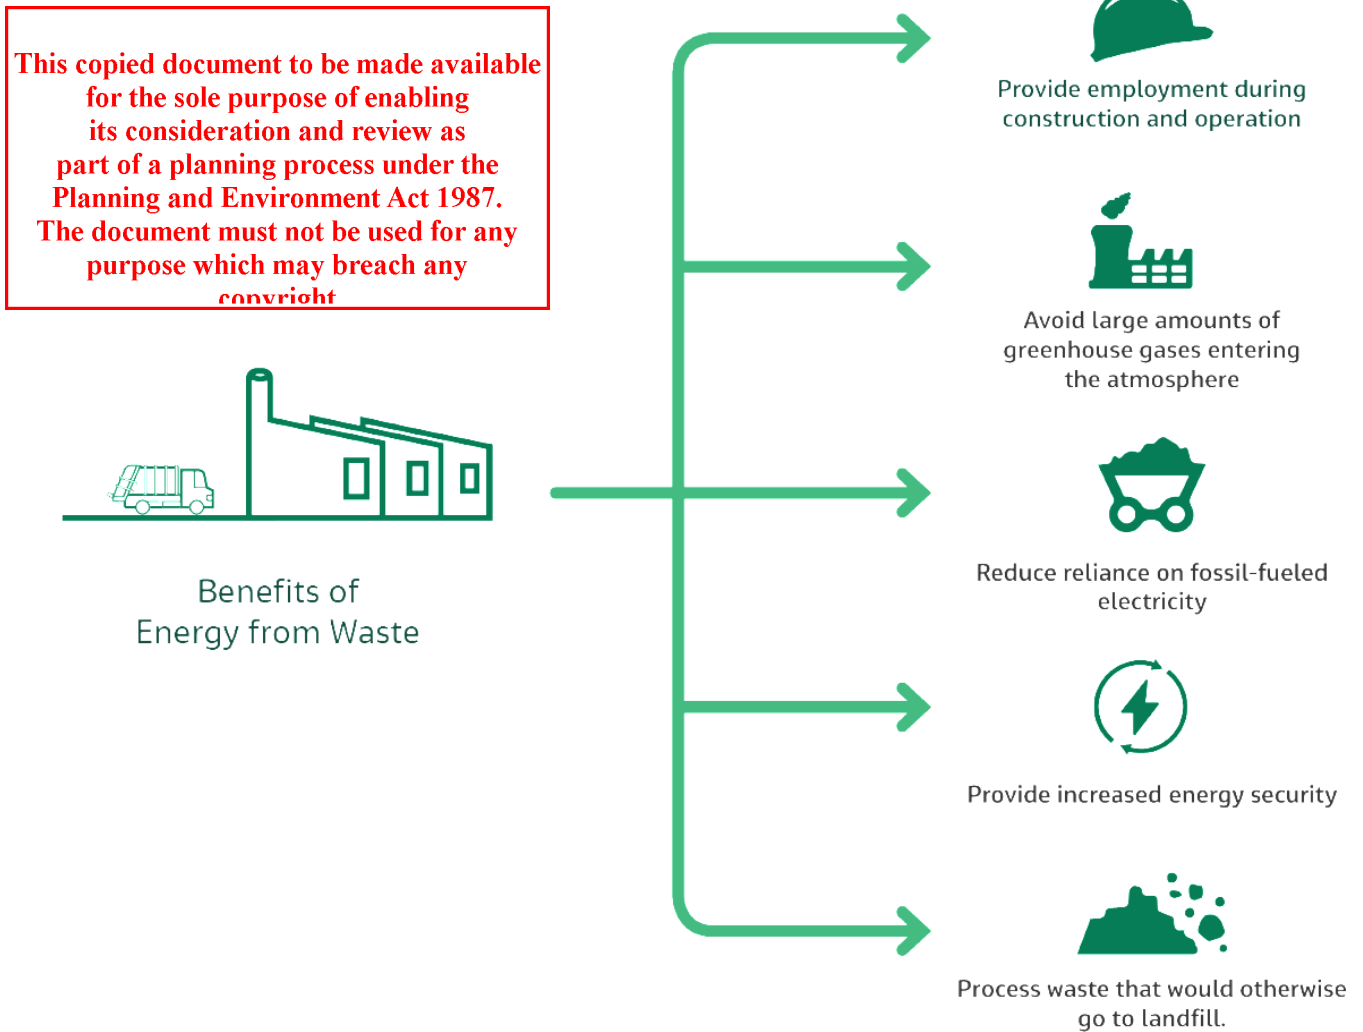 This copied document to be made available
for the sole purpose of enabling
its consideration and review as
part of a planning process under the
Planning and Environment Act 1987.
The document must not be used for any
purpose which may breach any
copyright
Benefits of
Energy from Waste
Provide employment during
construction and operation
Avoid large amounts of
greenhouse gases entering
the atmosphere
Reduce reliance on fossil-fueled
electricity
Provide increased energy security
Process waste that would otherwise
go to landfill.